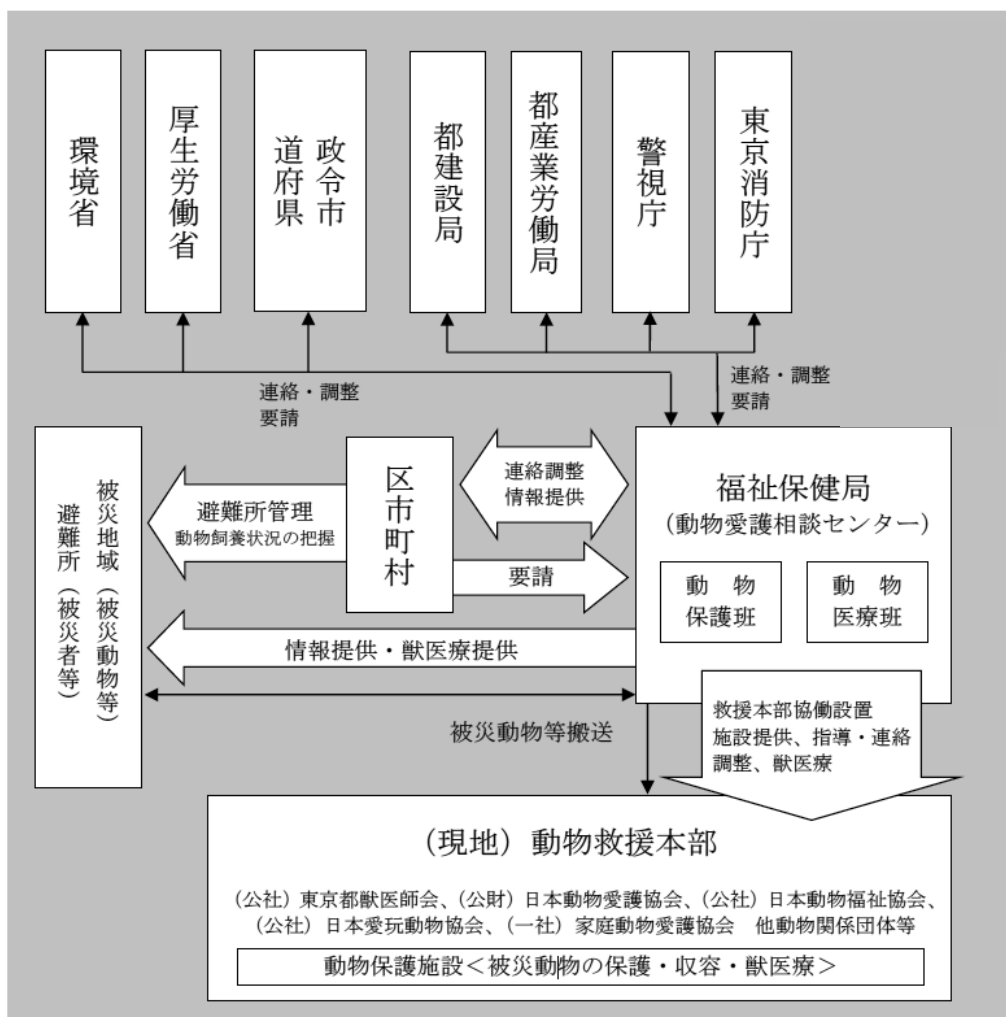 環境省
厚生労働省
政令市
道府県
都建設局
都産業労働局
警視庁
東京消防庁
連絡・調整
要請
連絡・調整
要請
被災地域（被災動物等）
避難所（被災者等）
避難所管理
動物飼養状況の把握
区市町村
連絡調整
情報提供
要請
福祉保健局
（動物愛護相談センター）
動　物
保護班
動　物
医療班
情報提供・獣医療提供
被災動物等搬送
救援本部協働設置
施設提供、指導・連絡
調整、獣医療
（現地）動物救援本部
（公社）東京都獣医師会、（公財）日本動物愛護協会、（公社）日本動物福祉協会、
（公社）日本愛玩動物協会、（一社）家庭動物愛護協会　他動物関係団体等
動物保護施設＜被災動物の保護・収容・獣医療＞